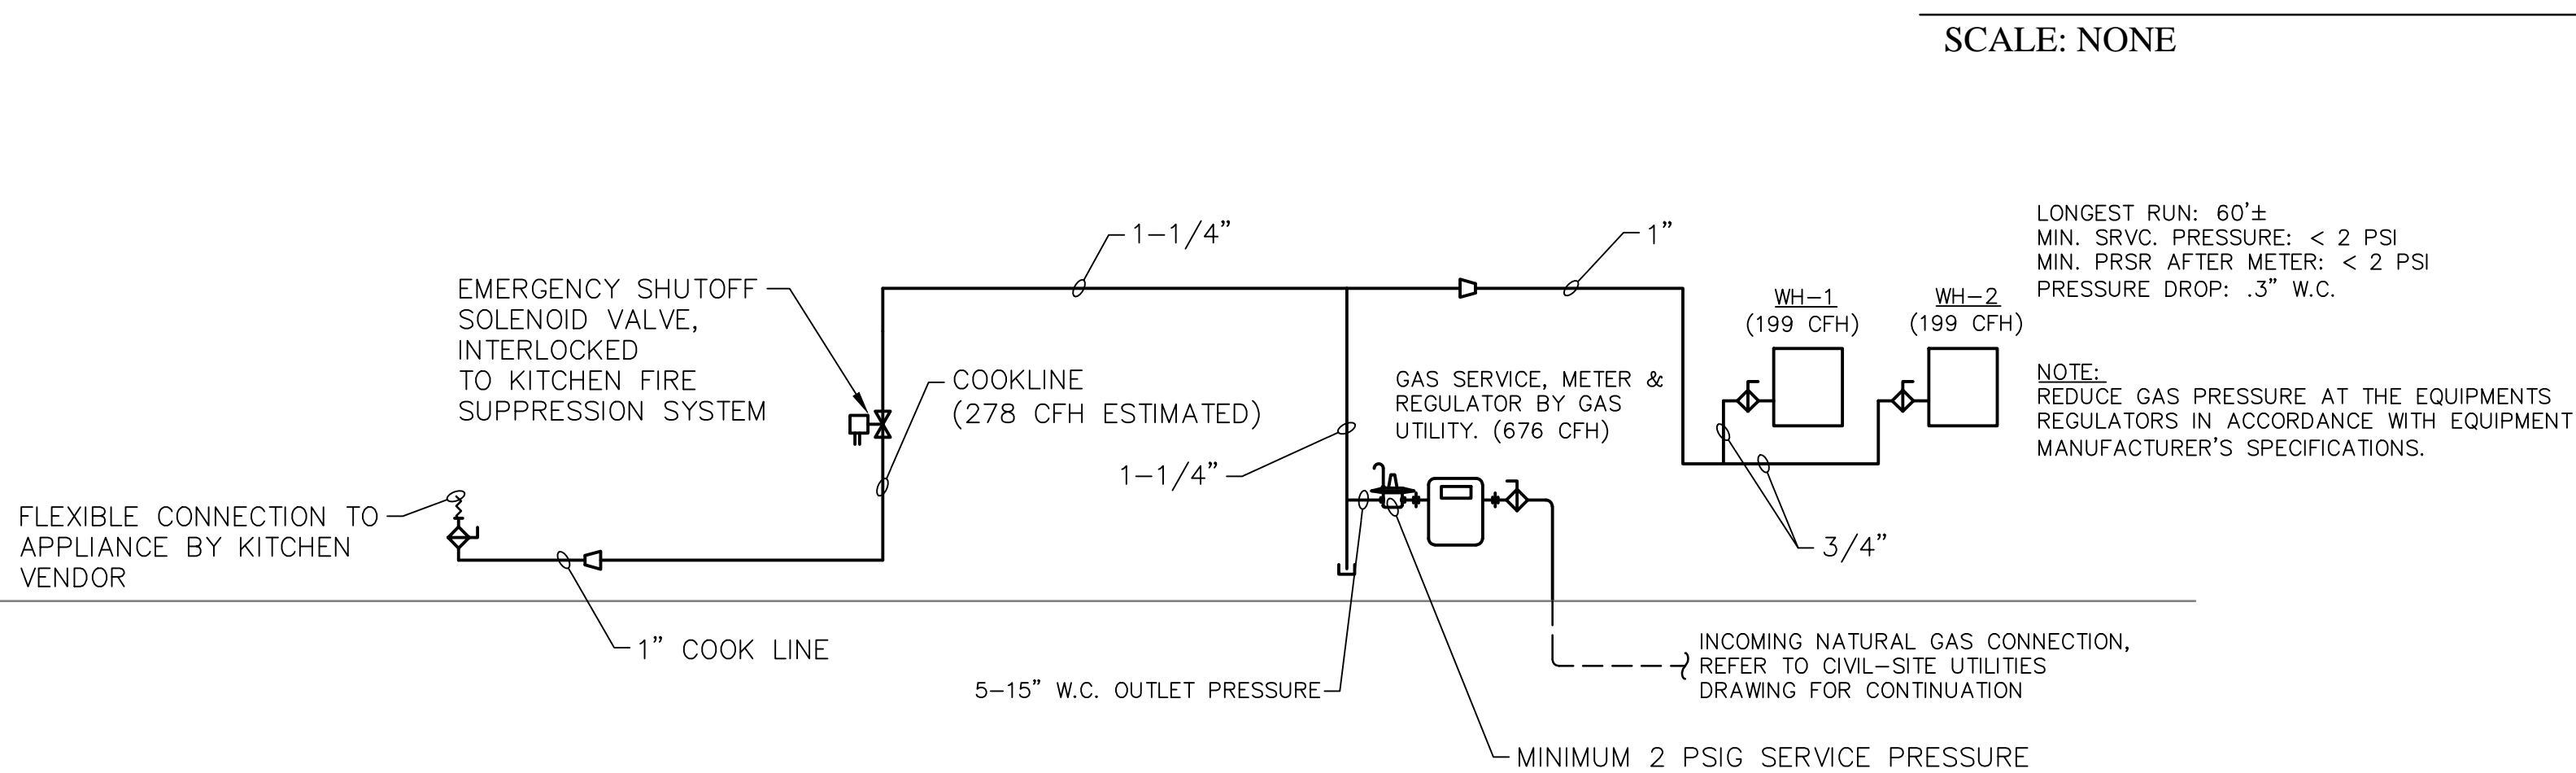 SCALE: NONE
1-1/4”
1”
LONGEST RUN: 60'±
MIN. SRVC. PRESSURE: < 2 PSI
MIN. PRSR AFTER METER: < 2 PSI
PRESSURE DROP: .3” W.C.
EMERGENCY SHUTOFF
SOLENOID VALVE,
INTERLOCKED
TO KITCHEN FIRE
SUPPRESSION SYSTEM
WH-1
(199 CFH)
WH-2
(199 CFH)
COOKLINE
(278 CFH ESTIMATED)
GAS SERVICE, METER &
REGULATOR BY GAS
UTILITY. (676 CFH)
NOTE:
REDUCE GAS PRESSURE AT THE EQUIPMENTS
REGULATORS IN ACCORDANCE WITH EQUIPMENT
MANUFACTURER'S SPECIFICATIONS.
1-1/4”
FLEXIBLE CONNECTION TO
APPLIANCE BY KITCHEN
VENDOR
3/4”
1” COOK LINE
INCOMING NATURAL GAS CONNECTION,
REFER TO CIVIL-SITE UTILITIES
DRAWING FOR CONTINUATION
5-15” W.C. OUTLET PRESSURE
MINIMUM 2 PSIG SERVICE PRESSURE